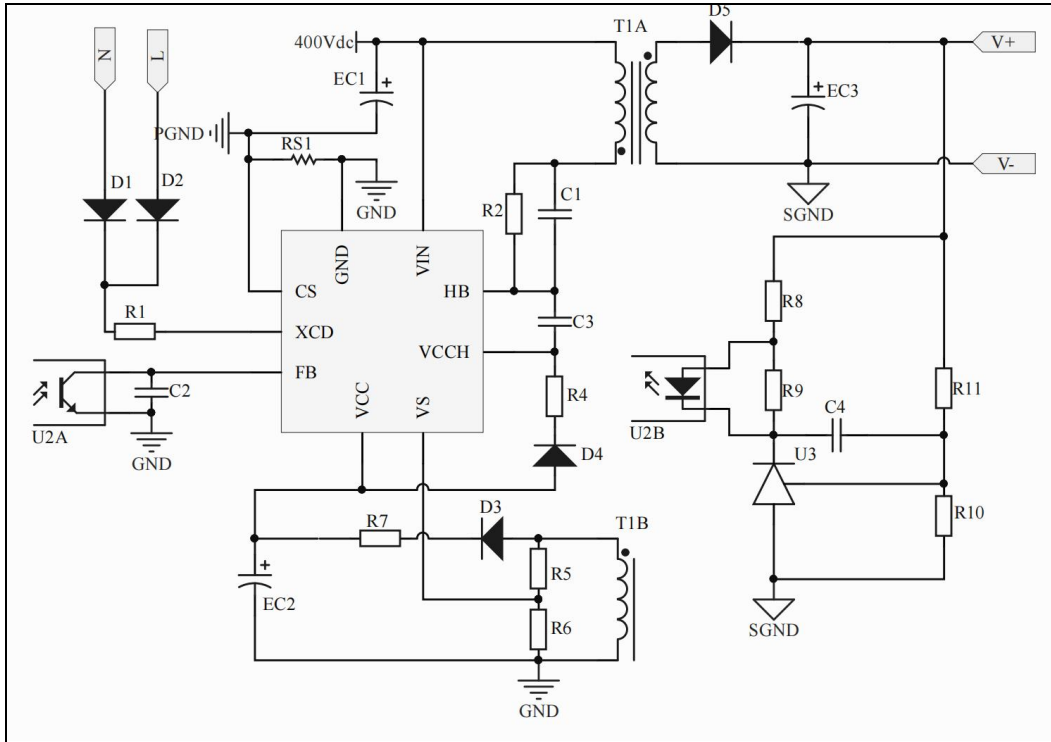 N
L
400Vdc
T1A
D5
V+
EC1
+
EC3
+
PGND
RS1
V-
D1
D2
GND
R2
C1
SGND
GND
VIN
CS
HB
R8
R1
XCD
C3
VCCH
FB
C2
R4
R9
R11
C4
VCC
VS
U2A
U2B
GND
D4
U3
D3
R7
T1B
R10
+
R5
EC2
R6
SGND
GND